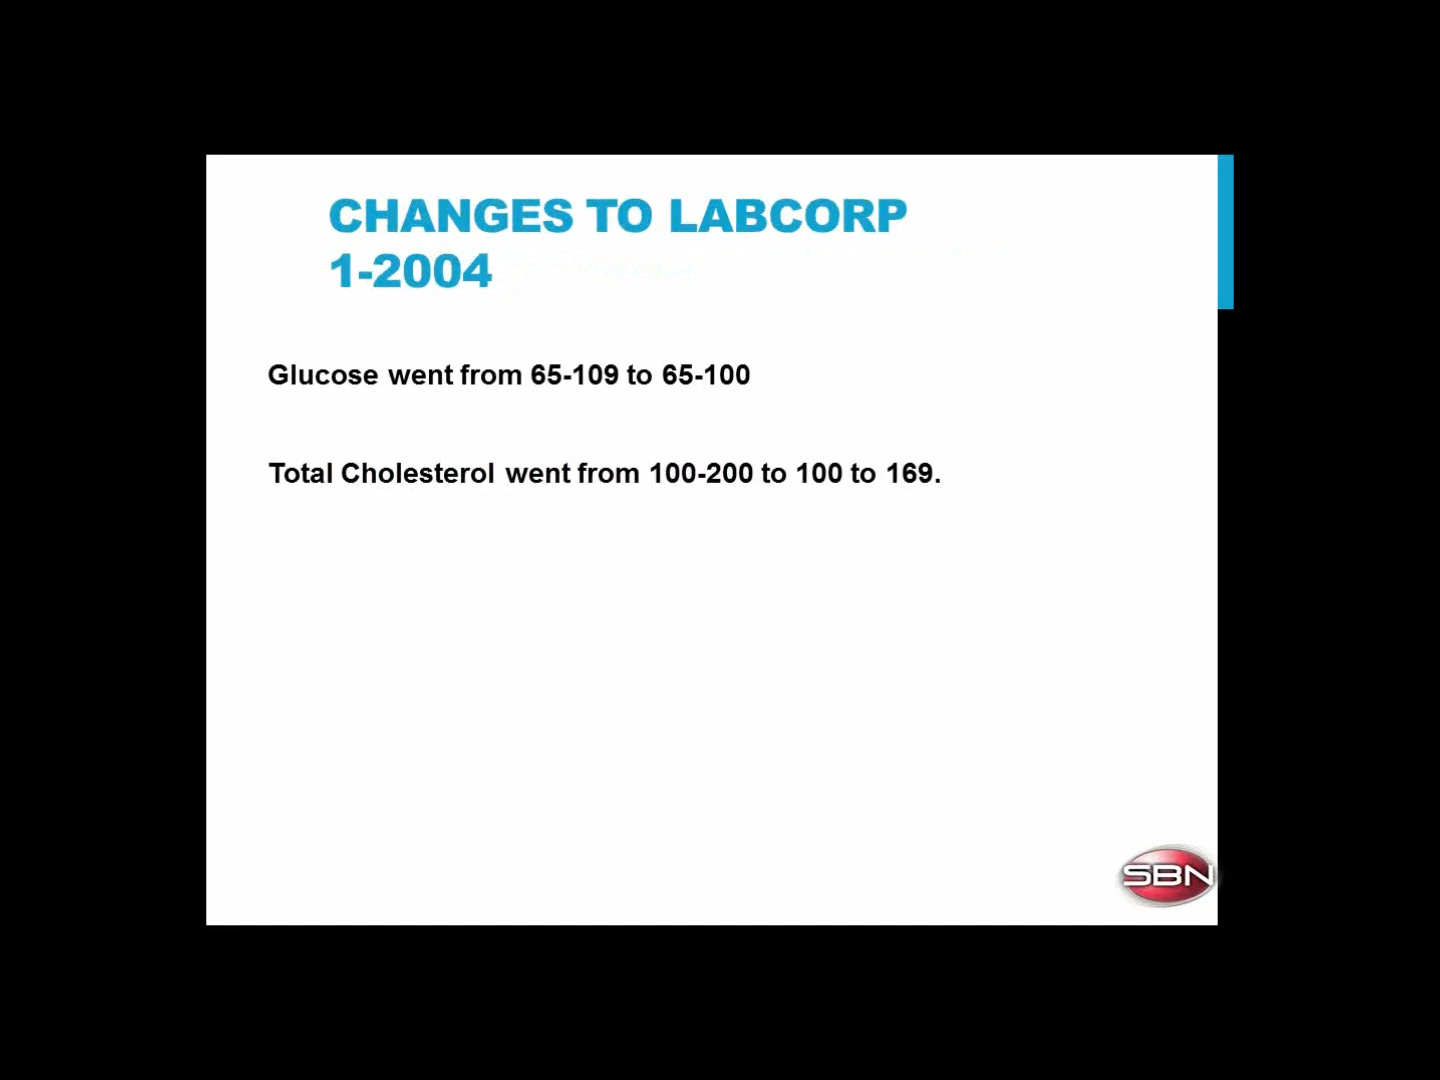 CHANGES TO LABCORP
1-2004
Glucose went from 65-109 to 65-100
Total Cholesterol went from 100-200 to 100 to 169.
SBN